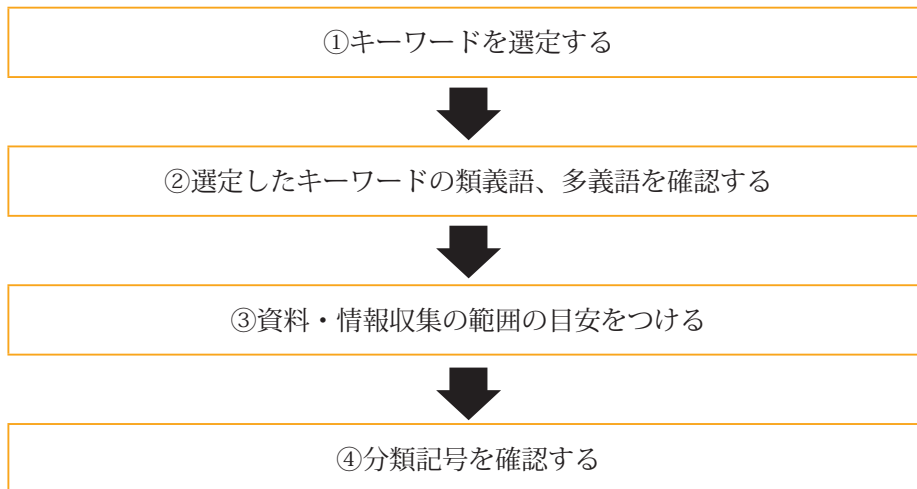 ①キーワードを選定する
②選定したキーワードの類義語、多義語を確認する
③資料・情報収集の範囲の目安をつける
④分類記号を確認する